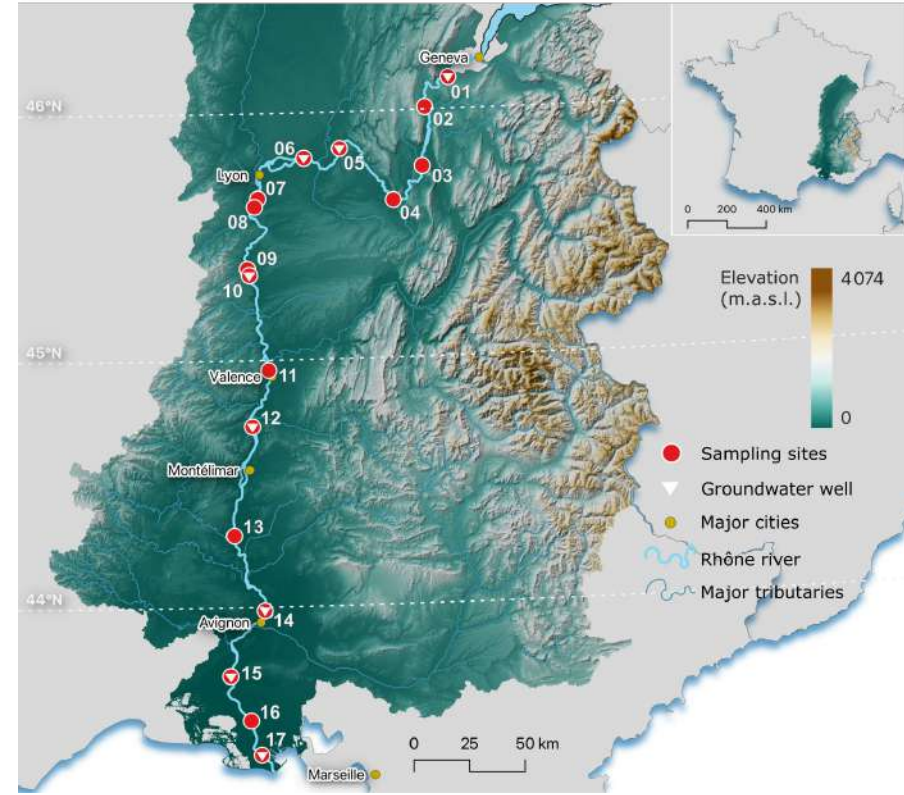 Geneva
01
46°N
02
06
05
Lyon
03
07
04
08
0 200 400 km
09
10
Elevation
(m.a.s.l.)
4 074
0
45°N
Valence
11
12
Sampling sites
Montélimar
Groundwater well
Major cities
13
Rhône river
Major tributaries
44°N
14
Avignon
15
16
17
0 25 50 km
Marseille